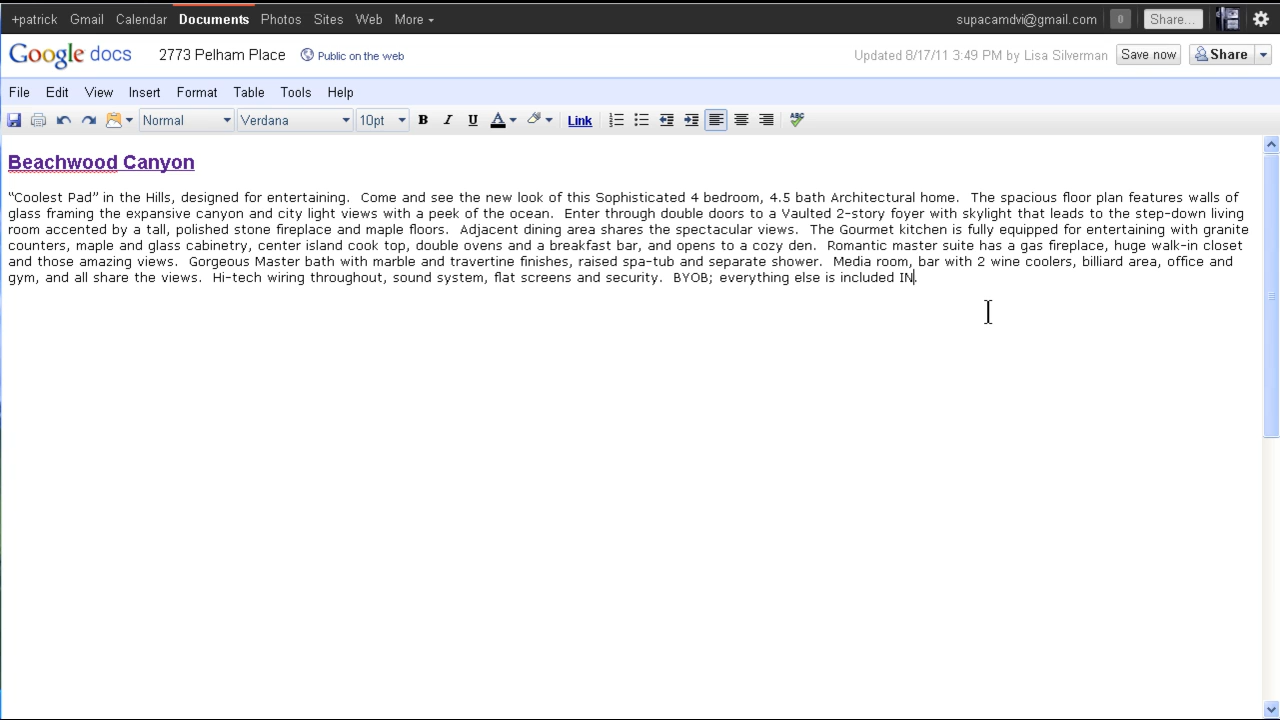 +patrick Gmail Calendar Documents Photos Sites Web More supacamdvi@gmail.com 0 Share...
Google docs 2773 Pelham Place Public on the web Updated 8/17/11 3:49 PM by Lisa Silverman Save now Share
File Edit View Insert Format Table Tools Help
Normal Verdana 10pt B I U A Link ABC
Beachwood Canyon
“Coolest Pad” in the Hills, designed for entertaining. Come and see the new look of this Sophisticated 4 bedroom, 4.5 bath Architectural home. The spacious floor plan features walls of
glass framing the expansive canyon and city light views with a peek of the ocean. Enter through double doors to a Vaulted 2-story foyer with skylight that leads to the step-down living
room accented by a tall, polished stone fireplace and maple floors. Adjacent dining area shares the spectacular views. The Gourmet kitchen is fully equipped for entertaining with granite
counters, maple and glass cabinetry, center island cook top, double ovens and a breakfast bar, and opens to a cozy den. Romantic master suite has a gas fireplace, huge walk-in closet
and those amazing views. Gorgeous Master bath with marble and travertine finishes, raised spa-tub and separate shower. Media room, bar with 2 wine coolers, billiard area, office and
gym, and all share the views. Hi-tech wiring throughout, sound system, flat screens and security. BYOB; everything else is included IN.